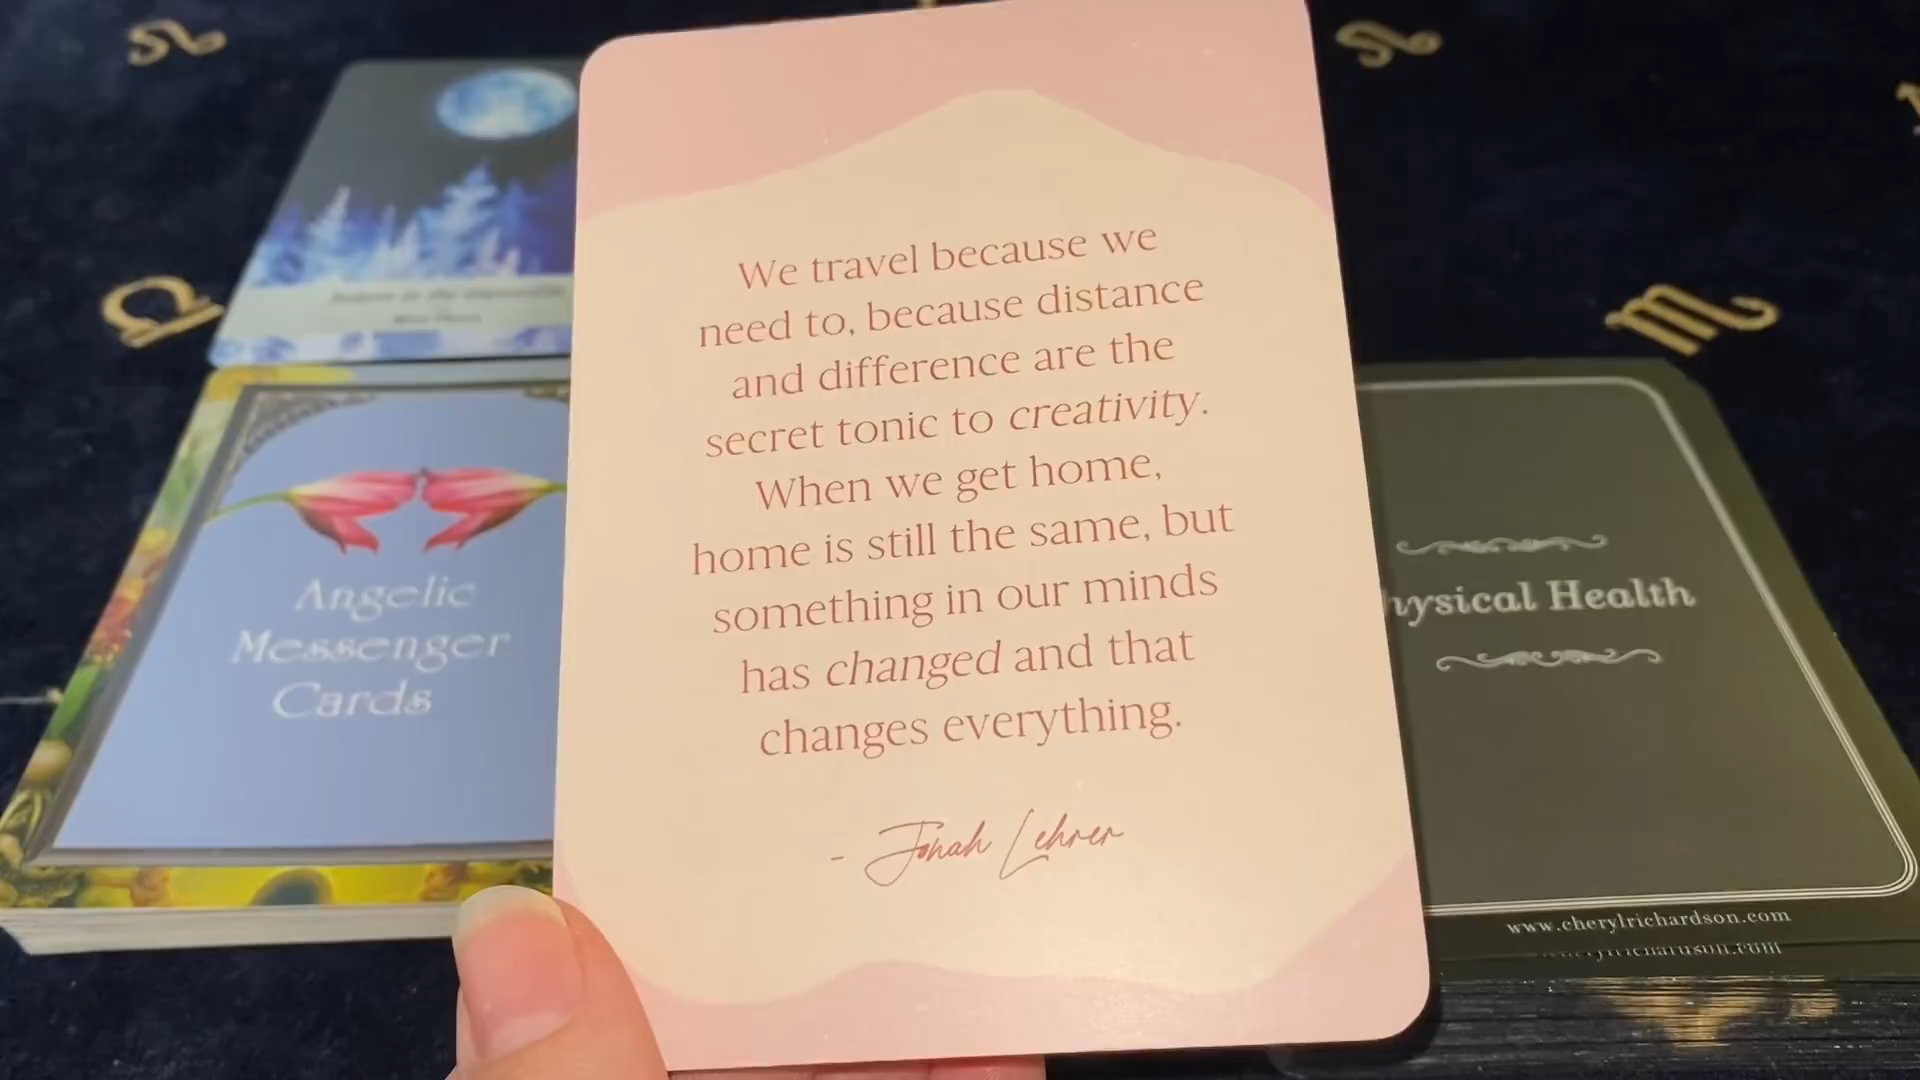 We travel because we
need to, because distance
and difference are the
secret tonic to creativity.
When we get home,
home is still the same, but
something in our minds
has changed and that
changes everything.
- Jonah Lehrer
Angelic
Messenger
Cards
hysical Health
www.cherylrichardson.com